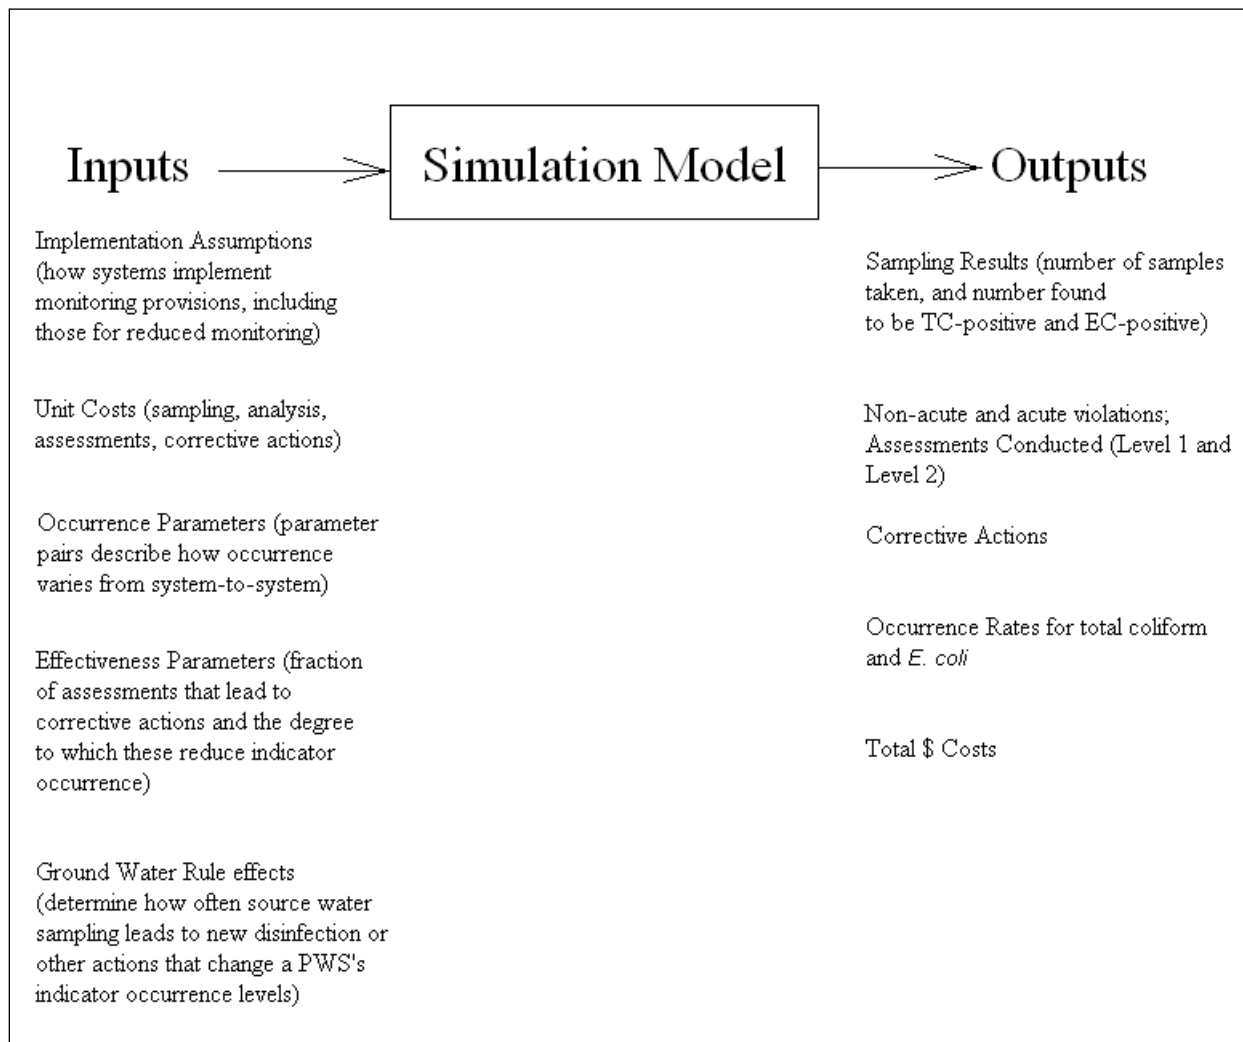 Inputs
Simulation Model
Outputs
Implementation Assumptions
(how systems implement
monitoring provisions, including
those for reduced monitoring)
Unit Costs (sampling, analysis,
assessments, corrective actions)
Occurrence Parameters (parameter
pairs describe how occurrence
varies from system-to-system)
Effectiveness Parameters (fraction
of assessments that lead to
corrective actions and the degree
to which these reduce indicator
occurrence)
Ground Water Rule effects
(determine how often source water
sampling leads to new disinfection or
other actions that change a PWS's
indicator occurrence levels)
Sampling Results (number of samples
taken, and number found
to be TC-positive and EC-positive)
Non-acute and acute violations;
Assessments Conducted (Level 1 and
Level 2)
Corrective Actions
Occurrence Rates for total coliform
and E. coli
Total $ Costs